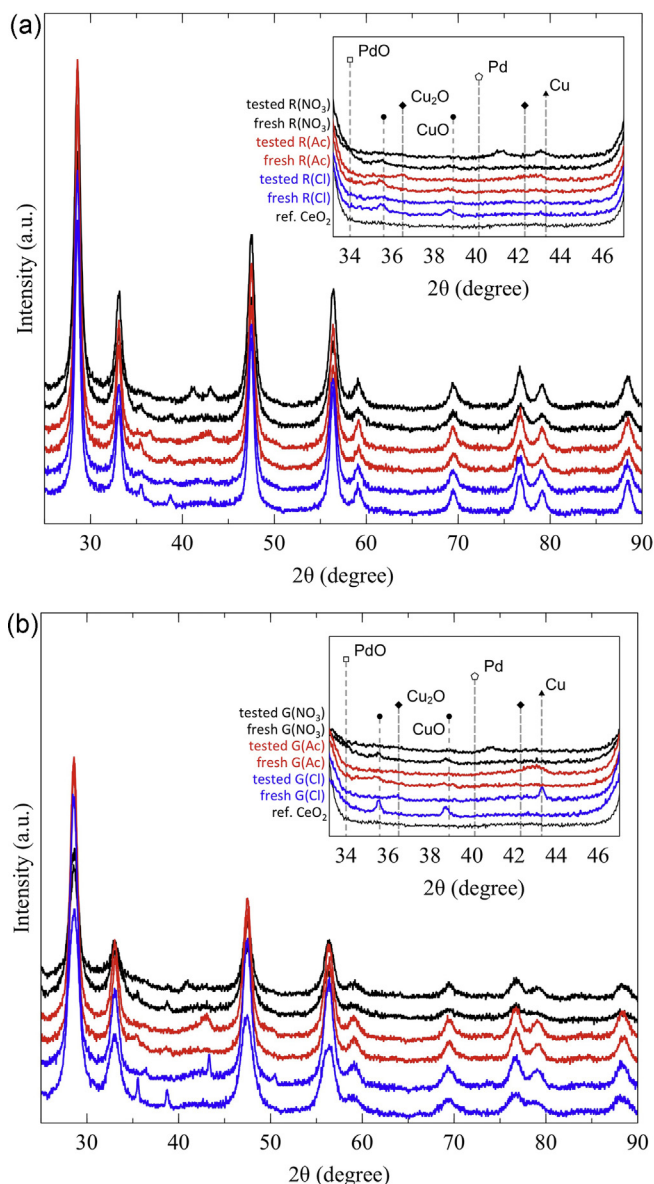 (a)
PdO
Pd
Cu₂O
Cu
CuO
tested R(NO₃)
fresh R(NO₃)
tested R(Ac)
fresh R(Ac)
tested R(Cl)
fresh R(Cl)
ref. CeO₂
34 36 38 40 42 44 46
2θ (degree)
Intensity (a.u.)
30 40 50 60 70 80 90
2θ (degree)
(b)
PdO
Pd
Cu₂O
Cu
CuO
tested G(NO₃)
fresh G(NO₃)
tested G(Ac)
fresh G(Ac)
tested G(Cl)
fresh G(Cl)
ref. CeO₂
34 36 38 40 42 44 46
2θ (degree)
Intensity (a.u.)
30 40 50 60 70 80 90
2θ (degree)